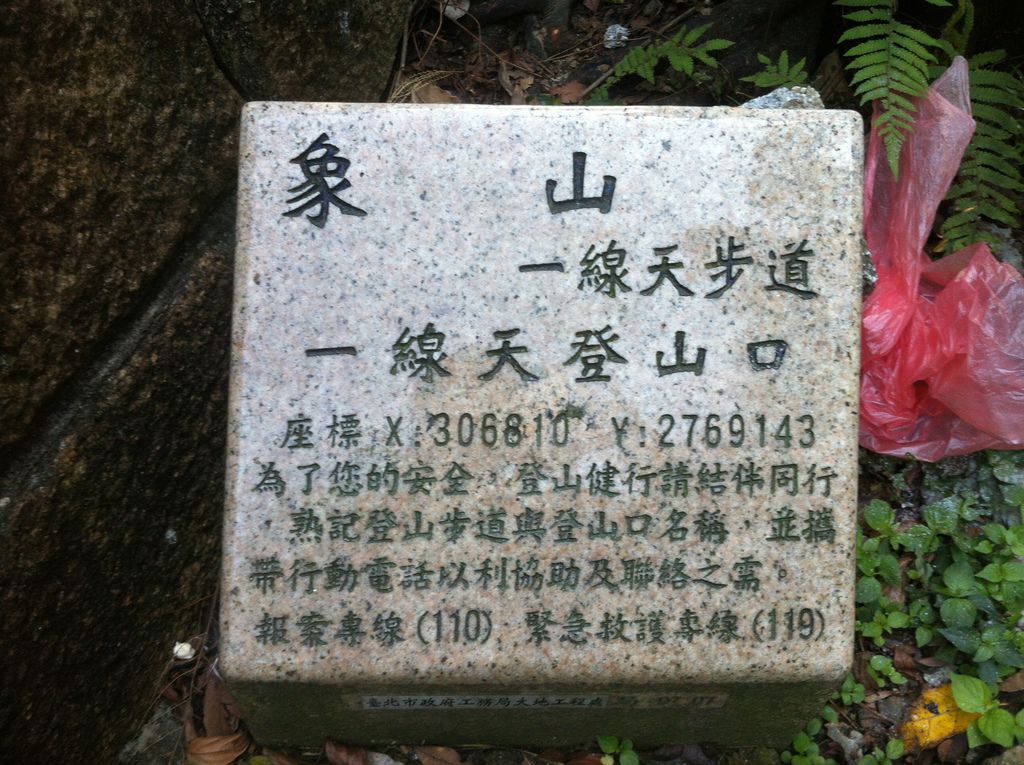 象山
一線天步道
一線天登山口
座標 X:306810 Y:2769143
為了您的安全，登山健行請結伴同行
，熟記登山步道與登山口名稱，並攜
帶行動電話以利協助及聯絡之需。
報案專線(110) 緊急救護專線(119)
臺北市政府工務局大地工程處